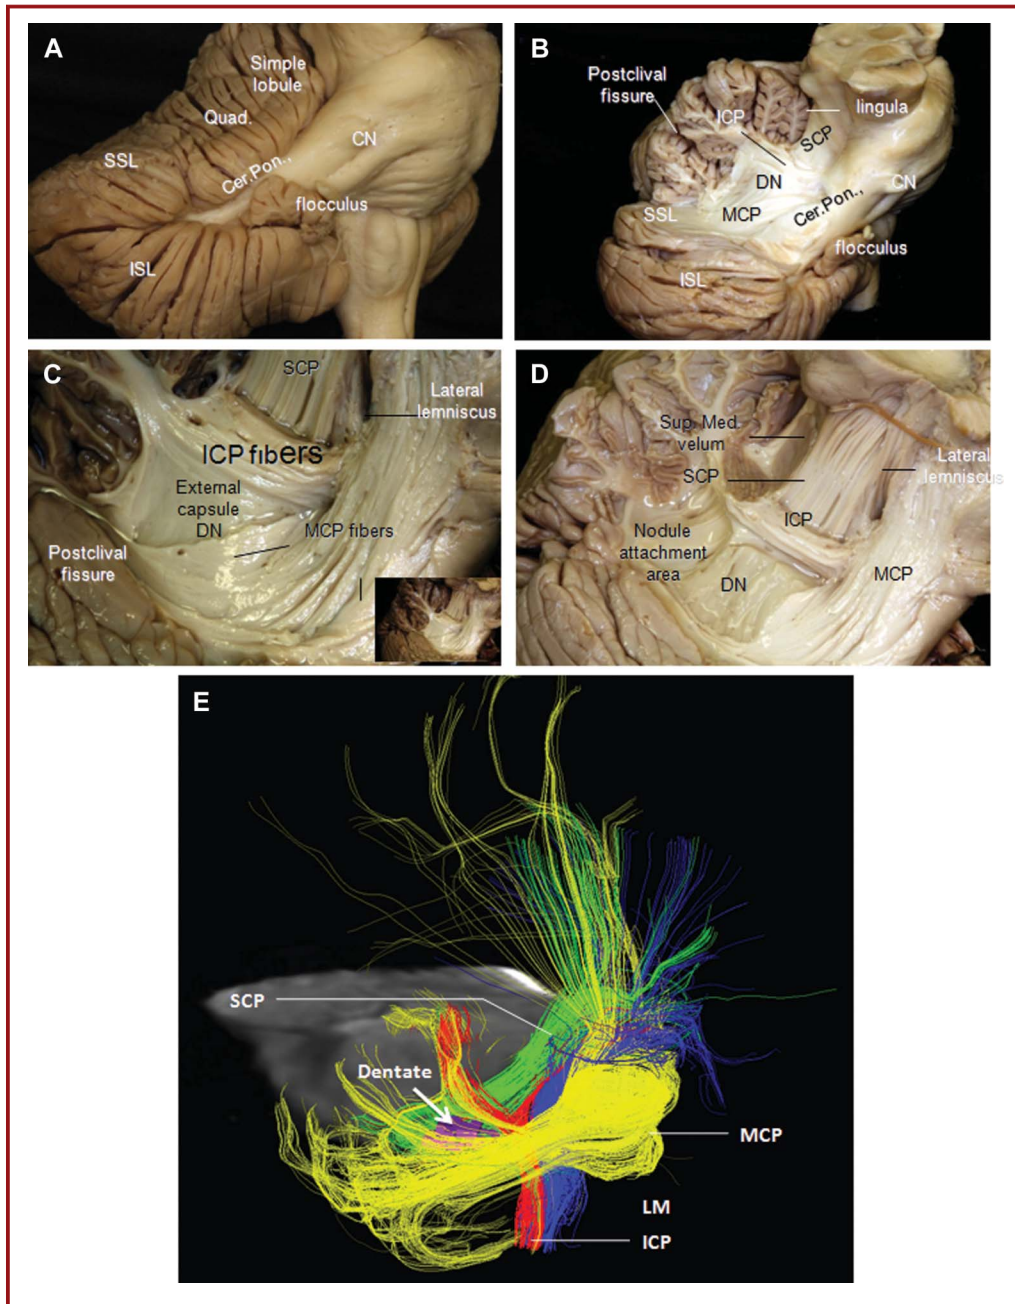 A
Simple
lobule
Quad.
CN
SSL
Cer.Pon.,
flocculus
ISL
B
Postclival
fissure
ICP
lingula
SCP
DN
CN
SSL
MCP
Cer.Pon.,
flocculus
ISL
C
SCP
Lateral
lemniscus
ICP fibers
External
capsule
DN
MCP fibers
Postclival
fissure
D
Sup. Med.
velum
SCP
Lateral
lemniscus
ICP
Nodule
attachment
area
DN
MCP
E
SCP
Dentate
MCP
LM
ICP